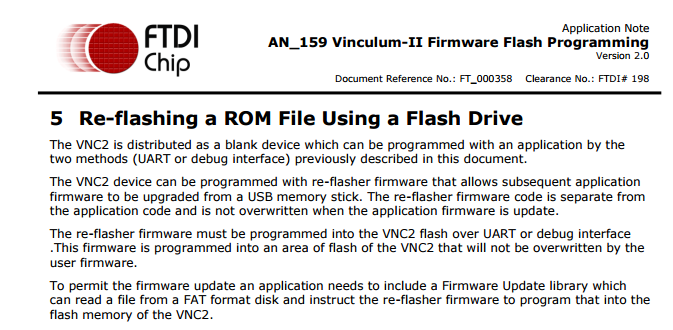 FTDI
Chip
Application Note
AN_159 Vinculum-II Firmware Flash Programming
Version 2.0
Document Reference No.: FT_000358 Clearance No.: FTDI# 198
5 Re-flashing a ROM File Using a Flash Drive
The VNC2 is distributed as a blank device which can be programmed with an application by the
two methods (UART or debug interface) previously described in this document.
The VNC2 device can be programmed with re-flasher firmware that allows subsequent application
firmware to be upgraded from a USB memory stick. The re-flasher firmware code is separate from
the application code and is not overwritten when the application firmware is update.
The re-flasher firmware must be programmed into the VNC2 flash over UART or debug interface
.This firmware is programmed into an area of flash of the VNC2 that will not be overwritten by the
user firmware.
To permit the firmware update an application needs to include a Firmware Update library which
can read a file from a FAT format disk and instruct the re-flasher firmware to program that into the
flash memory of the VNC2.